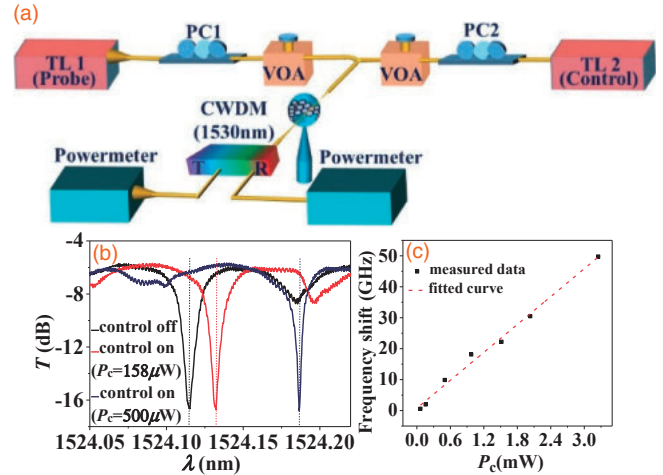 (a)
PC1
PC2
TL 1
(Probe)
VOA
VOA
TL 2
(Control)
CWDM
(1530nm)
Powermeter
T
R
Powermeter
(b)
-4
-8
-12
-16
T (dB)
control off
control on
(Pc=158μW)
control on
(Pc=500μW)
1524.05
1524.10
1524.15
1524.20
λ (nm)
(c)
50
40
30
20
10
0
Frequency shift (GHz)
measured data
fitted curve
0.0
0.6
1.2
1.8
2.4
3.0
Pc(mW)